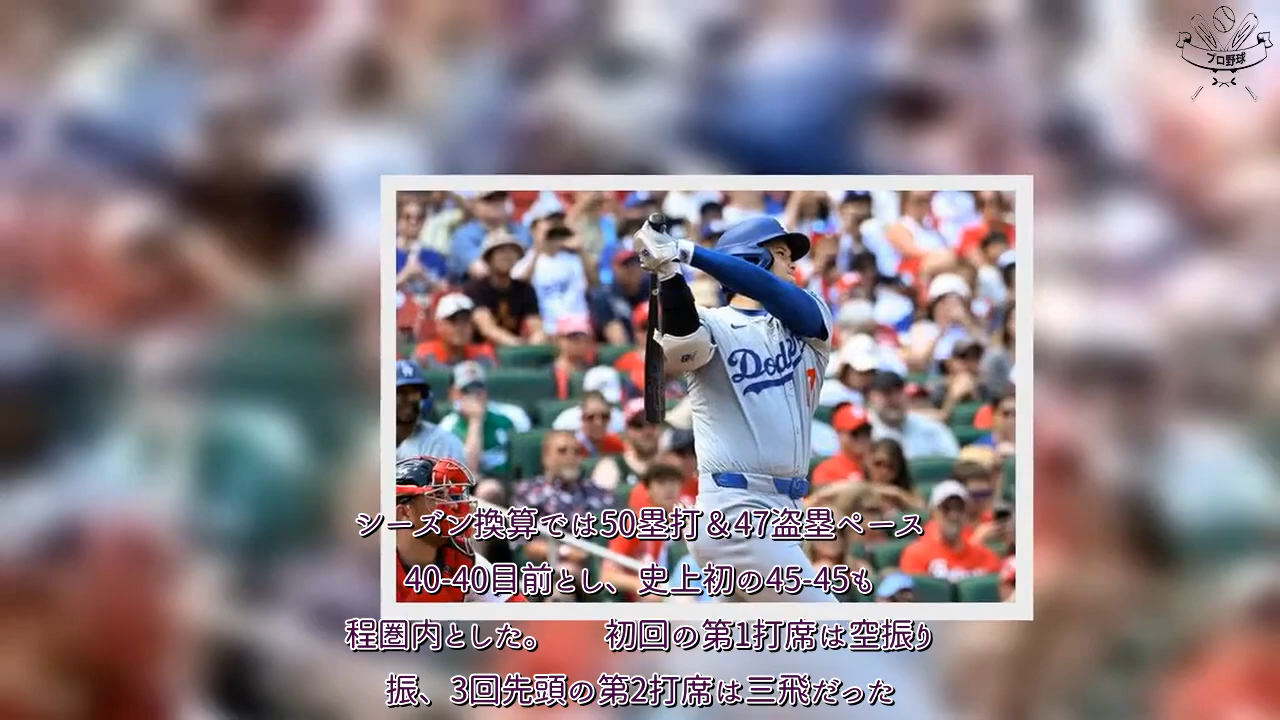 プロ野球
Dodge
シーズン換算では50塁打＆47盗塁ペース
40-40目前とし、史上初の45-45も
程圏内とした。　　初回の第1打席は空振り
振、3回先頭の第2打席は三飛だった